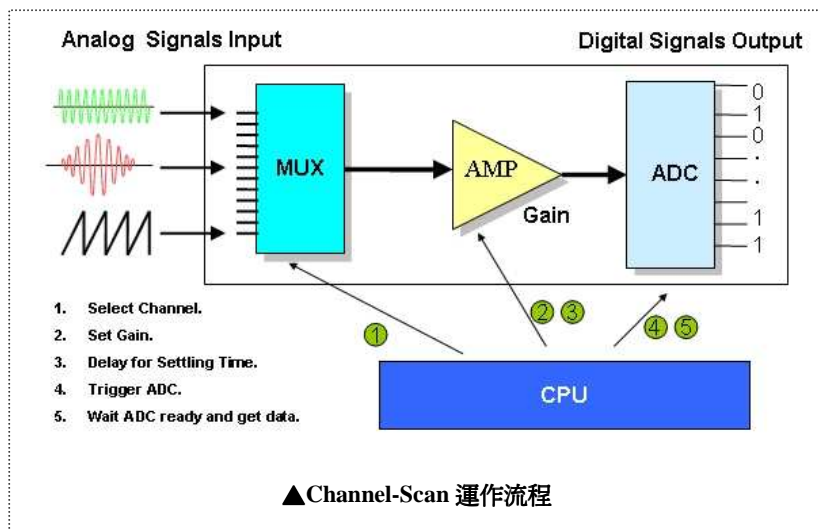 Analog Signals Input
Digital Signals Output
MUX
AMP
Gain
ADC
0
1
0
.
.
1
1
1. Select Channel.
2. Set Gain.
3. Delay for Settling Time.
4. Trigger ADC.
5. Wait ADC ready and get data.
1
2 3
4 5
CPU
▲Channel-Scan 運作流程